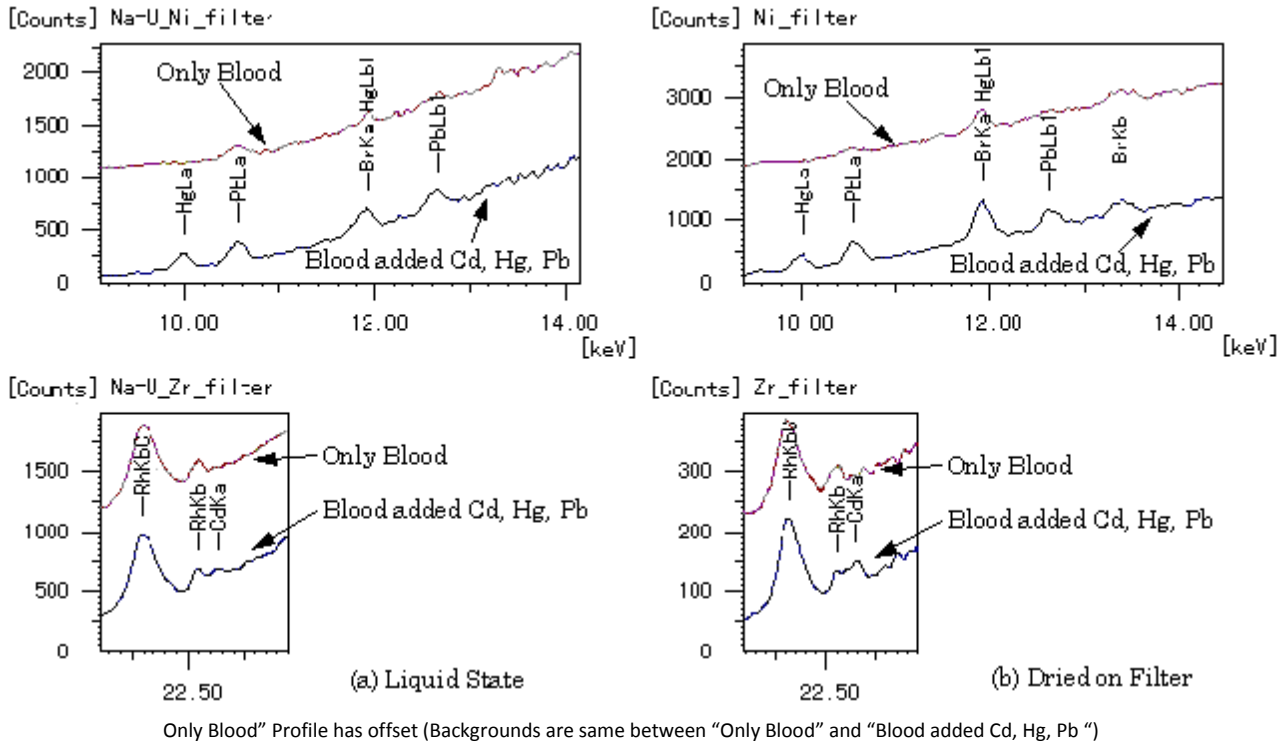 [Counts] Na-U_Ni_filter
2000
1500
1000
500
0
Only Blood
HgLa
PtLa
BrKa HgLb1
PbLb1
Blood added Cd, Hg, Pb
10.00 12.00 14.00
[keV]
[Counts] Ni_filter
3000
2000
1000
0
Only Blood
HgLa
PtLa
BrKa HgLb1
PbLb1
BrKb
Blood added Cd, Hg, Pb
10.00 12.00 14.00
[keV]
[Counts] Na-U_Zr_filter
1500
1000
500
0
RhKbC
RhKb
CdKa
Only Blood
Blood added Cd, Hg, Pb
22.50
(a) Liquid State
[Counts] Zr_filter
300
200
100
0
RhKb
CdKa
Only Blood
Blood added Cd, Hg, Pb
22.50
(b) Dried on Filter
Only Blood” Profile has offset (Backgrounds are same between “Only Blood” and “Blood added Cd, Hg, Pb “)